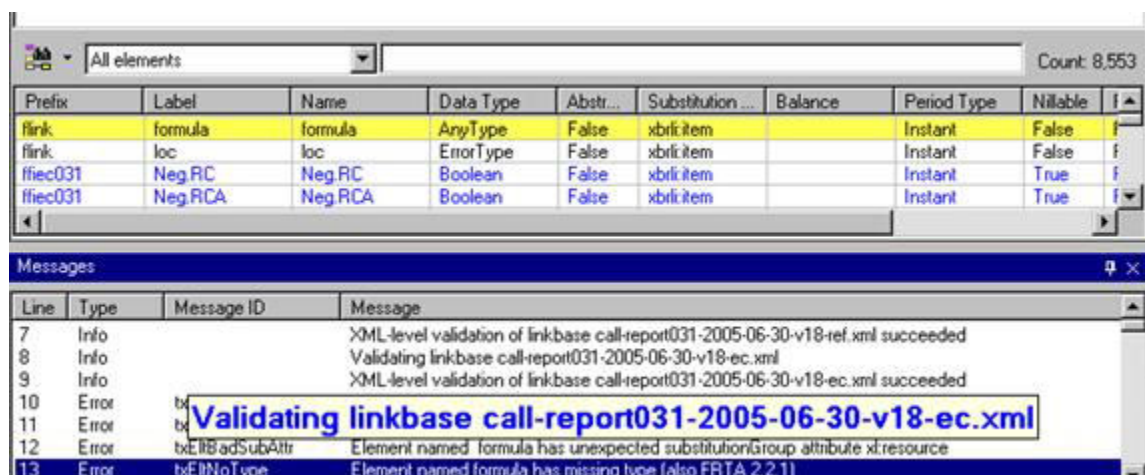 All elements Count: 8,553
Prefix Label Name Data Type Abstr... Substitution ... Balance Period Type Nillable
flink formula formula AnyType False xbrli:item Instant False
flink loc loc ErrorType False xbrli:item Instant False
ffiec031 Neg.RC Neg.RC Boolean False xbrli:item Instant True
ffiec031 Neg.RCA Neg.RCA Boolean False xbrli:item Instant True
Messages
Line Type Message ID Message
7 Info XML-level validation of linkbase call-report031-2005-06-30-v18-ref.xml succeeded
8 Info Validating linkbase call-report031-2005-06-30-v18-ec.xml
9 Info XML-level validation of linkbase call-report031-2005-06-30-v18-ec.xml succeeded
10 Error
Validating linkbase call-report031-2005-06-30-v18-ec.xml
11 Error
12 Error txEltBadSubAttr Element named formula has unexpected substitutionGroup attribute xl:resource
13 Error txEltNoType Element named formula has missing type (also FRTA 2.2.1)